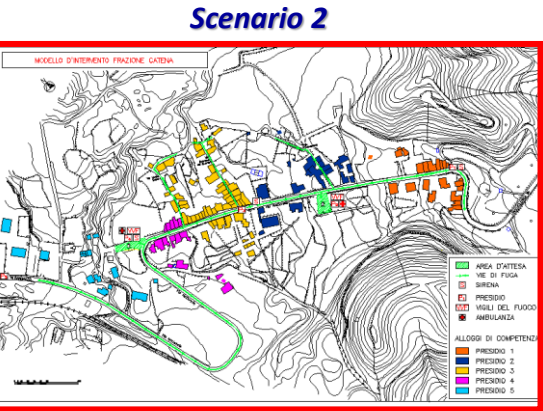 Scenario 2
MODELLO D'INTERVENTO FRAZIONE CATENA
AREA D'ATTESA
VIE DI FUGA
SIRENA
PRESIDIO
VIGILI DEL FUOCO
AMBULANZA
ALLOGGI DI COMPETENZA
PRESIDIO 1
PRESIDIO 2
PRESIDIO 3
PRESIDIO 4
PRESIDIO 5